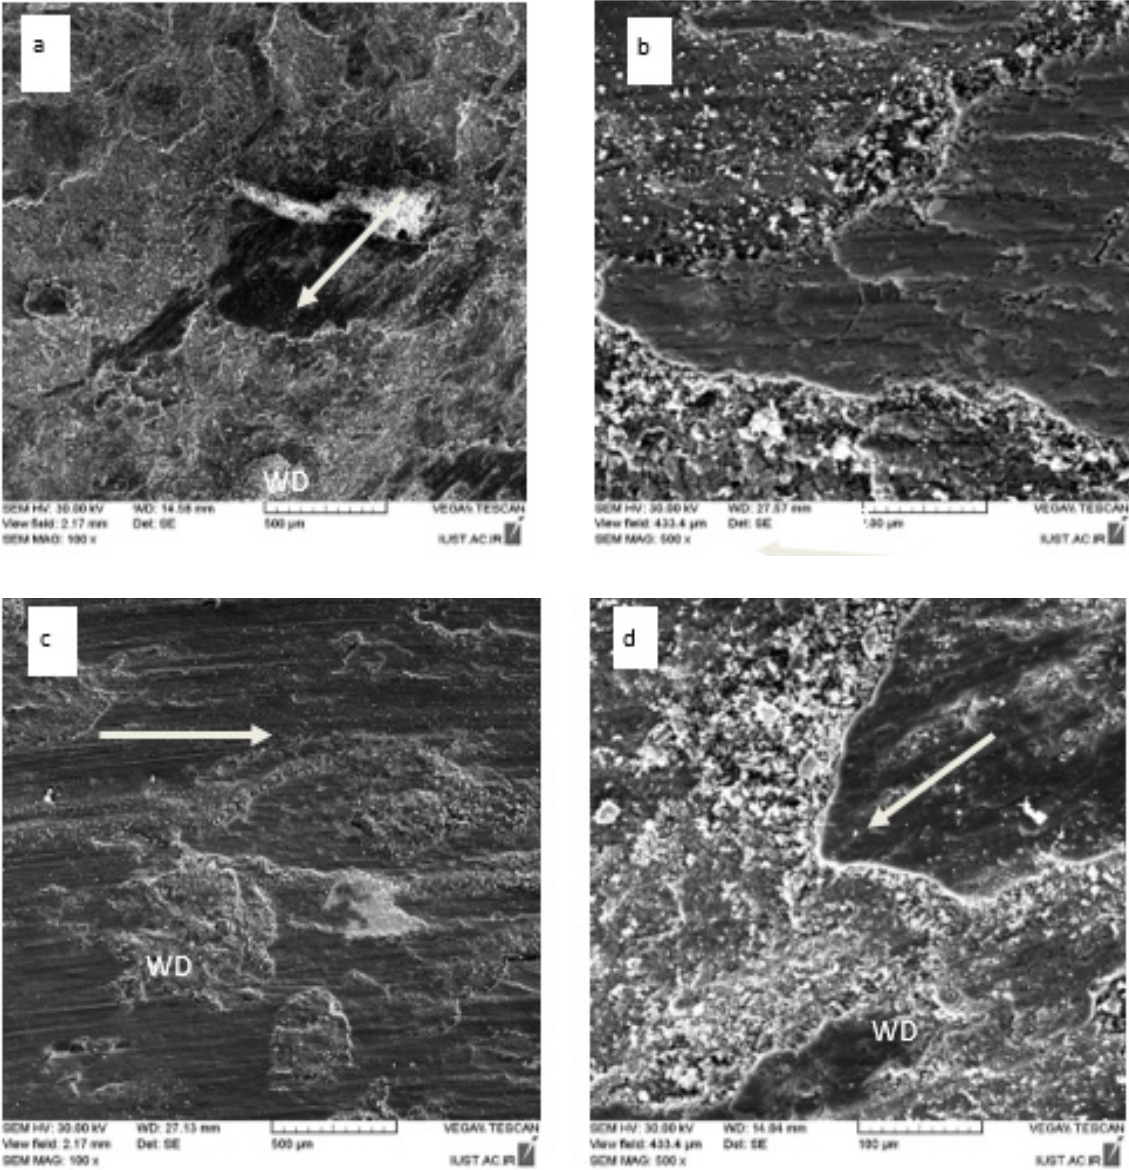 a
WD
SEM HV: 30.00 kV WD: 14.58 mm VEGA\\ TESCAN
View field: 2.17 mm Det: SE 500 µm
SEM MAG: 100 x IUST.AC.IR
b
SEM HV: 30.00 kV WD: 27.57 mm VEGA\\ TESCAN
View field: 433.4 µm Det: SE 100 µm
SEM MAG: 500 x IUST.AC.IR
c
WD
SEM HV: 30.00 kV WD: 27.13 mm VEGA\\ TESCAN
View field: 2.17 mm Det: SE 500 µm
SEM MAG: 100 x IUST.AC.IR
d
WD
SEM HV: 30.00 kV WD: 14.84 mm VEGA\\ TESCAN
View field: 433.4 µm Det: SE 100 µm
SEM MAG: 500 x IUST.AC.IR